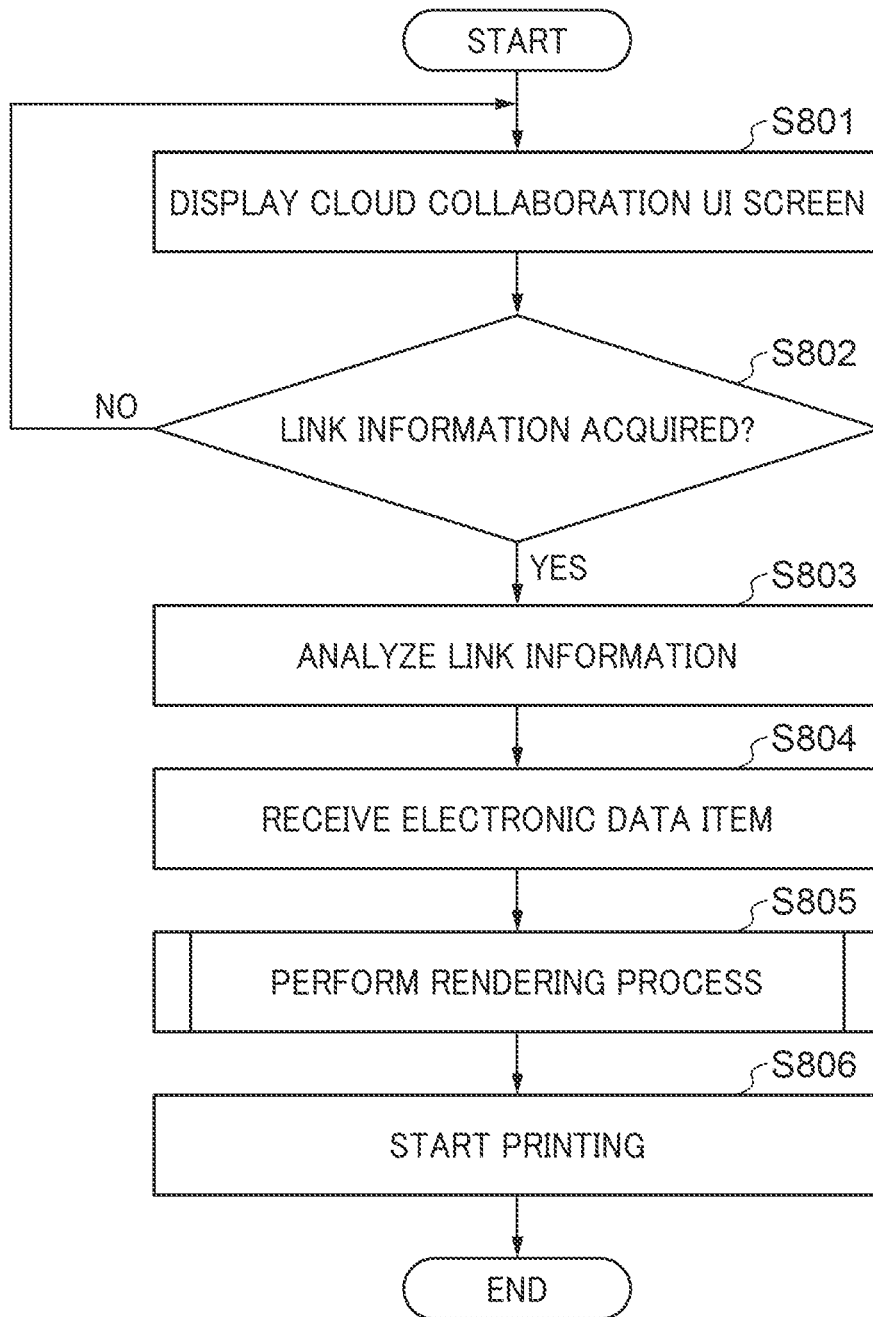 START
S801
DISPLAY CLOUD COLLABORATION UI SCREEN
S802
NO
LINK INFORMATION ACQUIRED?
YES
S803
ANALYZE LINK INFORMATION
S804
RECEIVE ELECTRONIC DATA ITEM
S805
PERFORM RENDERING PROCESS
S806
START PRINTING
END